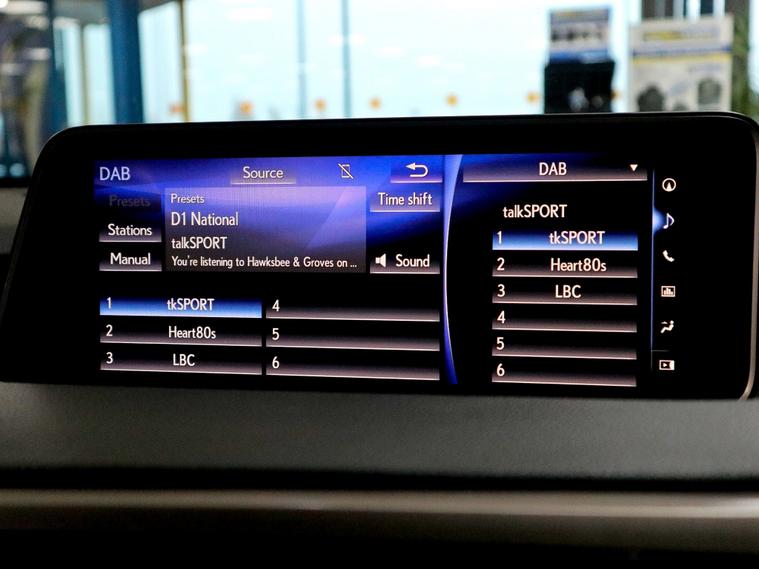 DAB
Source
Presets
Stations
Manual
Presets
D1 National
talkSPORT
You're listening to Hawksbee & Groves on ...
Time shift
Sound
1 tkSPORT
2 Heart80s
3 LBC
4
5
6
DAB
talkSPORT
1 tkSPORT
2 Heart80s
3 LBC
4
5
6